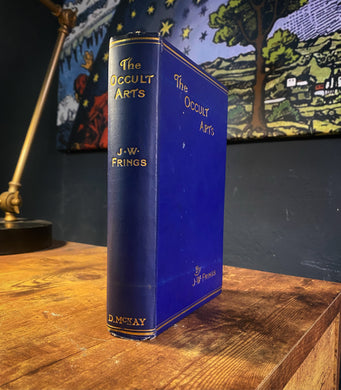 The
Occult
Arts
J·W·
Frings
D. McKay
The
Occult
Arts
By
J·W·Frings